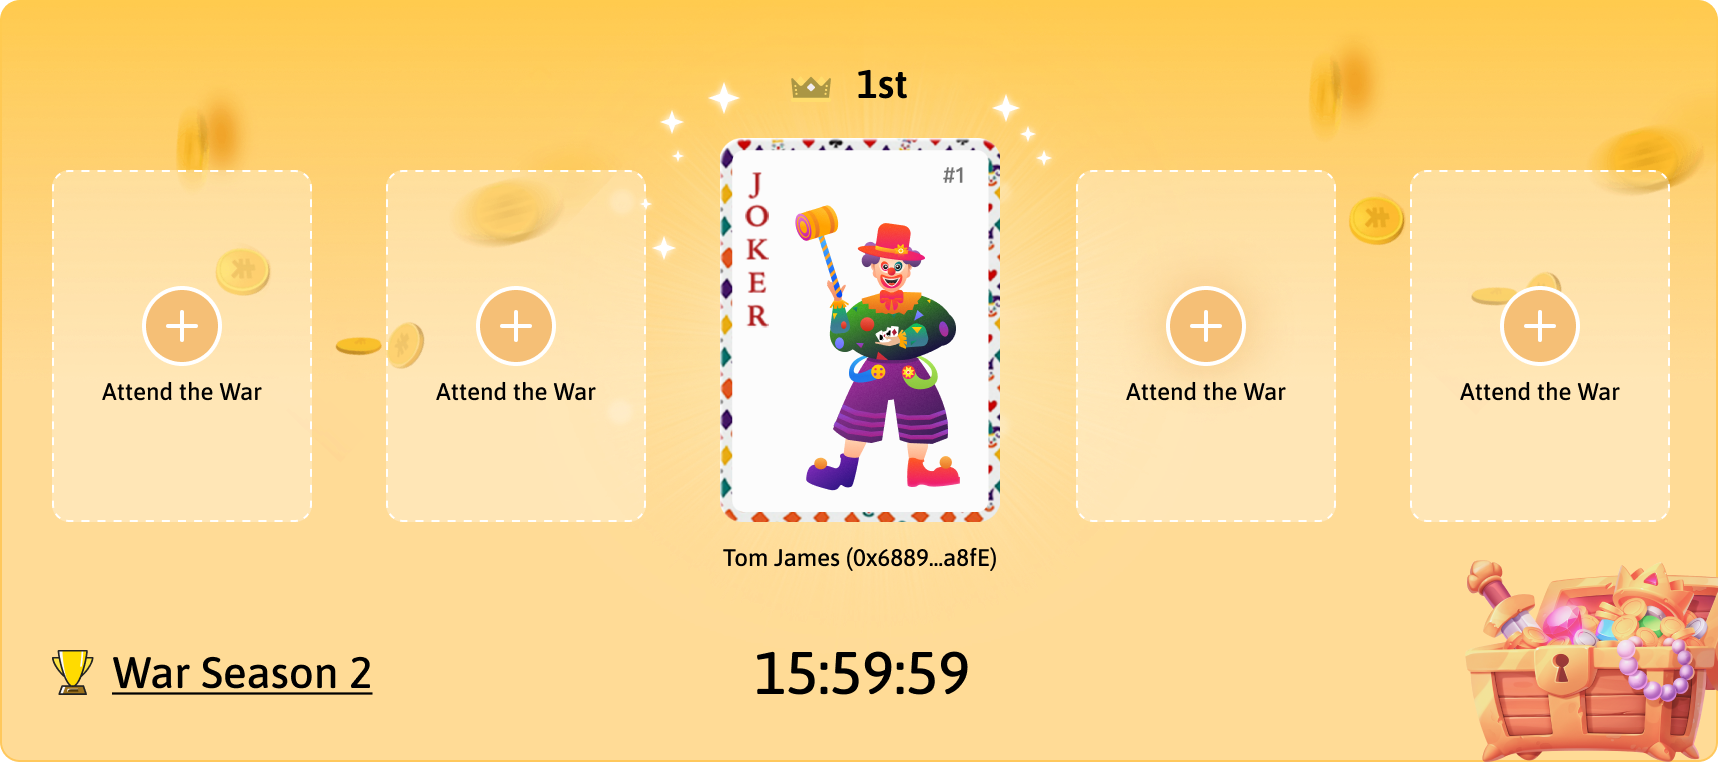 1st
#1
JOKER
Attend the War
Attend the War
Attend the War
Attend the War
Tom James (0x6889...a8fE)
War Season 2
15:59:59